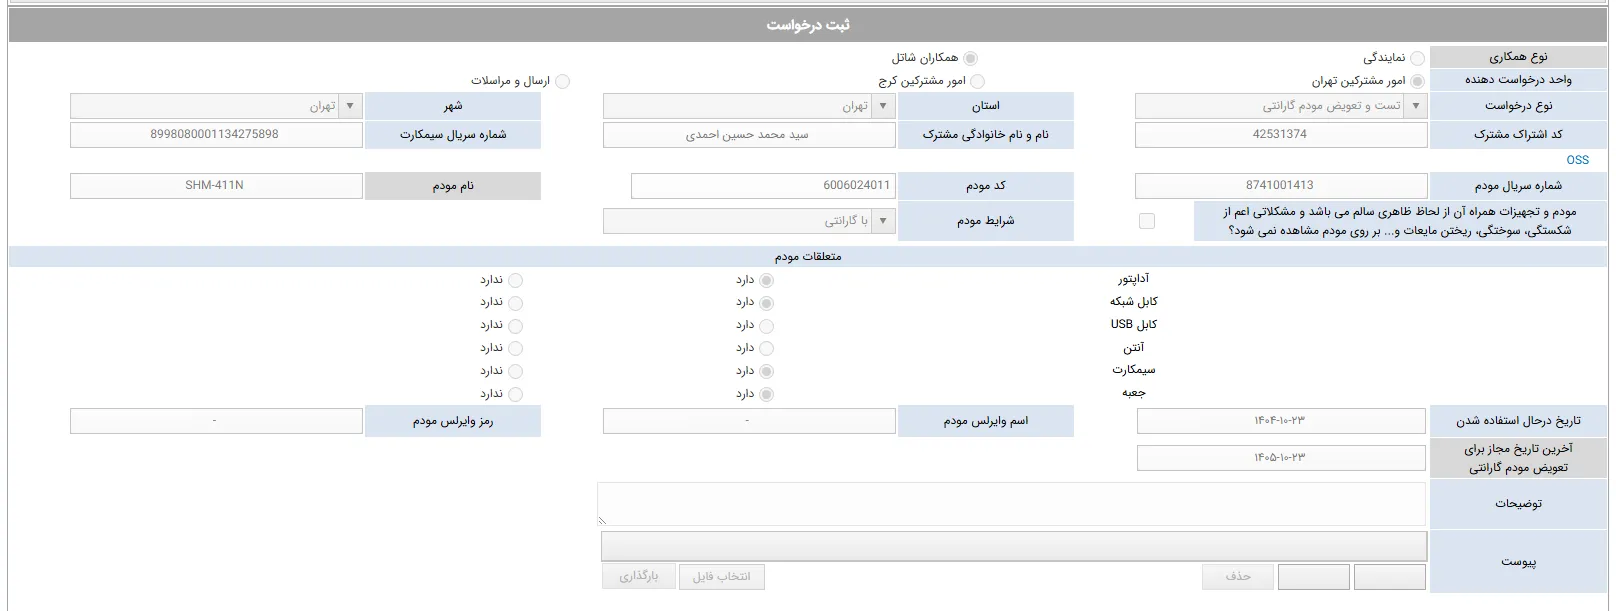 ثبت درخواست
نوع همکاری نمایندگی همکاران شاتل
واحد درخواست دهنده امور مشترکین تهران امور مشترکین کرج ارسال و مراسلات
نوع درخواست تست و تعویض مودم گارانتی استان تهران شهر تهران
کد اشتراک مشترک 42531374 نام و نام خانوادگی مشترک سید محمد حسین احمدی شماره سریال سیمکارت 8998080001134275898
OSS
شماره سریال مودم 8741001413 کد مودم 6006024011 نام مودم SHM-411N
مودم و تجهیزات همراه آن از لحاظ ظاهری سالم می باشد و مشکلاتی اعم از
شکستگی، سوختگی، ریختن مایعات و... بر روی مودم مشاهده نمی شود؟
شرایط مودم با گارانتی
متعلقات مودم
آداپتور دارد ندارد
کابل شبکه دارد ندارد
کابل USB دارد ندارد
آنتن دارد ندارد
سیمکارت دارد ندارد
جعبه دارد ندارد
تاریخ درحال استفاده شدن ۱۴۰۴-۱۰-۲۳ اسم وایرلس مودم - رمز وایرلس مودم -
آخرین تاریخ مجاز برای
تعویض مودم گارانتی
۱۴۰۵-۱۰-۲۳
توضیحات
پیوست
حذف انتخاب فایل بارگذاری